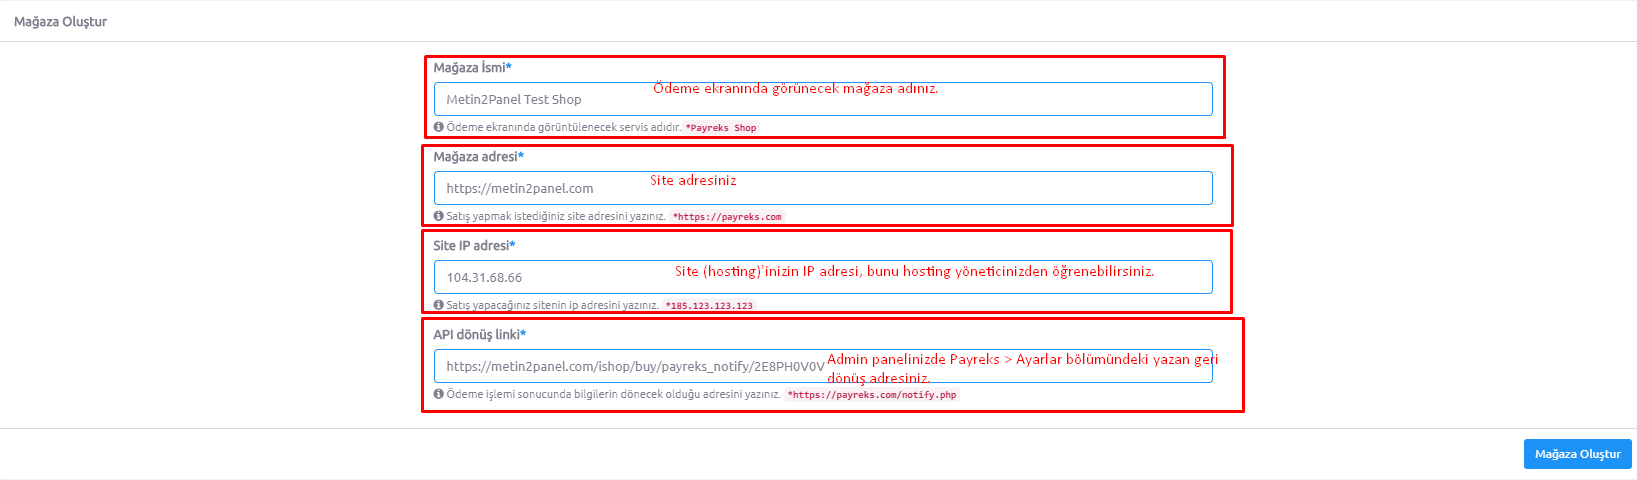 Mağaza Oluştur
Mağaza İsmi*
Metin2Panel Test Shop
Ödeme ekranında görünecek mağaza adınız.
Ödeme ekranında görüntülenecek servis adıdır. *Payreks Shop
Mağaza adresi*
https://metin2panel.com
Site adresiniz
Satış yapmak istediğiniz site adresini yazınız. *https://payreks.com
Site IP adresi*
104.31.68.66
Site (hosting)'inizin IP adresi, bunu hosting yöneticinizden öğrenebilirsiniz.
Satış yapacağınız sitenin ip adresini yazınız. *185.123.123.123
API dönüş linki*
https://metin2panel.com/ishop/buy/payreks_notify/2E8PH0V0V
Admin panelinizde Payreks > Ayarlar bölümündeki yazan geri
dönüş adresiniz.
Ödeme işlemi sonucunda bilgilerin dönecek olduğu adresini yazınız. *https://payreks.com/notify.php
Mağaza Oluştur